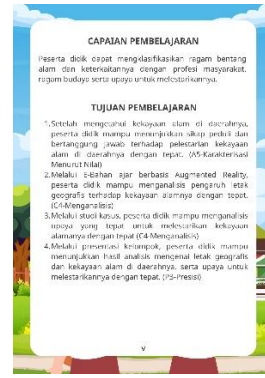 CAPAIAN PEMBELAJARAN
Peserta didik dapat mengklasifikasikan ragam bentang
alam dan keterkaitannya dengan profesi masyarakat,
ragam budaya serta upaya untuk melestarikannya.
TUJUAN PEMBELAJARAN
1. Setelah mengetahui kekayaan alam di daerahnya,
peserta didik mampu menunjukkan sikap peduli dan
bertanggung jawab terhadap pelestarian kekayaan
alam di daerahnya dengan tepat. (A5-Karakterisasi
Menurut Nilai)
2. Melalui E-Bahan ajar berbasis Augmented Reality,
peserta didik mampu menganalisis pengaruh letak
geografis terhadap kekayaan alamnya dengan tepat.
(C4-Menganalisis)
3. Melalui studi kasus, peserta didik mampu menganalisis
upaya yang tepat untuk melestarikan kekayaan
alamanya dengan tepat (C4-Menganalisis)
4. Melalui presentasi kelompok, peserta didik mampu
menunjukkan hasil analisis mengenai letak geografis
dan kekayaan alam di daerahnya, serta upaya untuk
melestarikannya dengan tepat. (P3-Presisi)
v